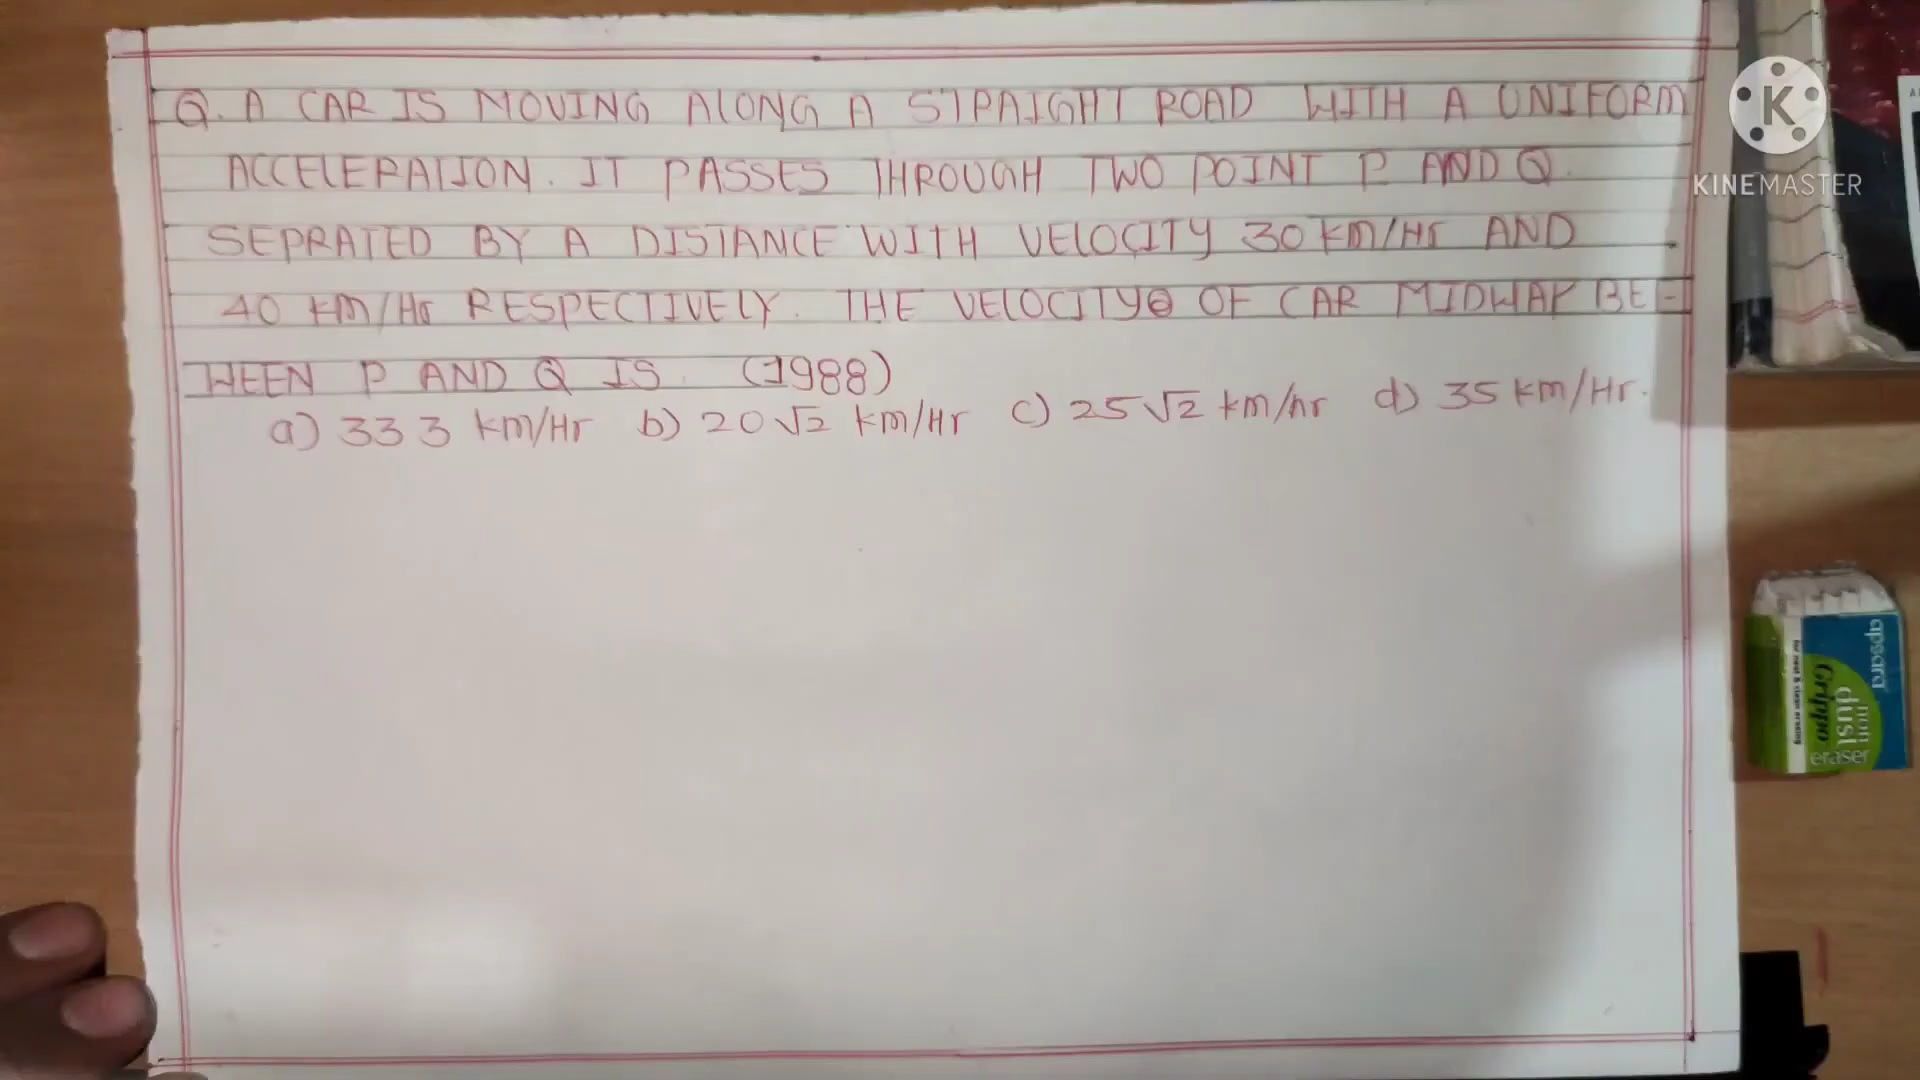 Q. A CAR IS MOVING ALONG A STPAIGHT ROAD WITH A UNIFORM
ACCELERATION. IT PASSES THROUGH TWO POINT P AND Q
SEPRATED BY A DISTANCE WITH VELOCITY 30 KM/Hr AND
40 KM/Hr RESPECTIVELY. THE VELOCITY OF CAR MIDWAY BE-
TWEEN P AND Q IS. (1988)
a) 33 3 km/Hr b) 20√2 km/Hr c) 25√2 km/hr d) 35 km/Hr.
K
KINEMASTER
apsara
non
dust
eraser
Grippo